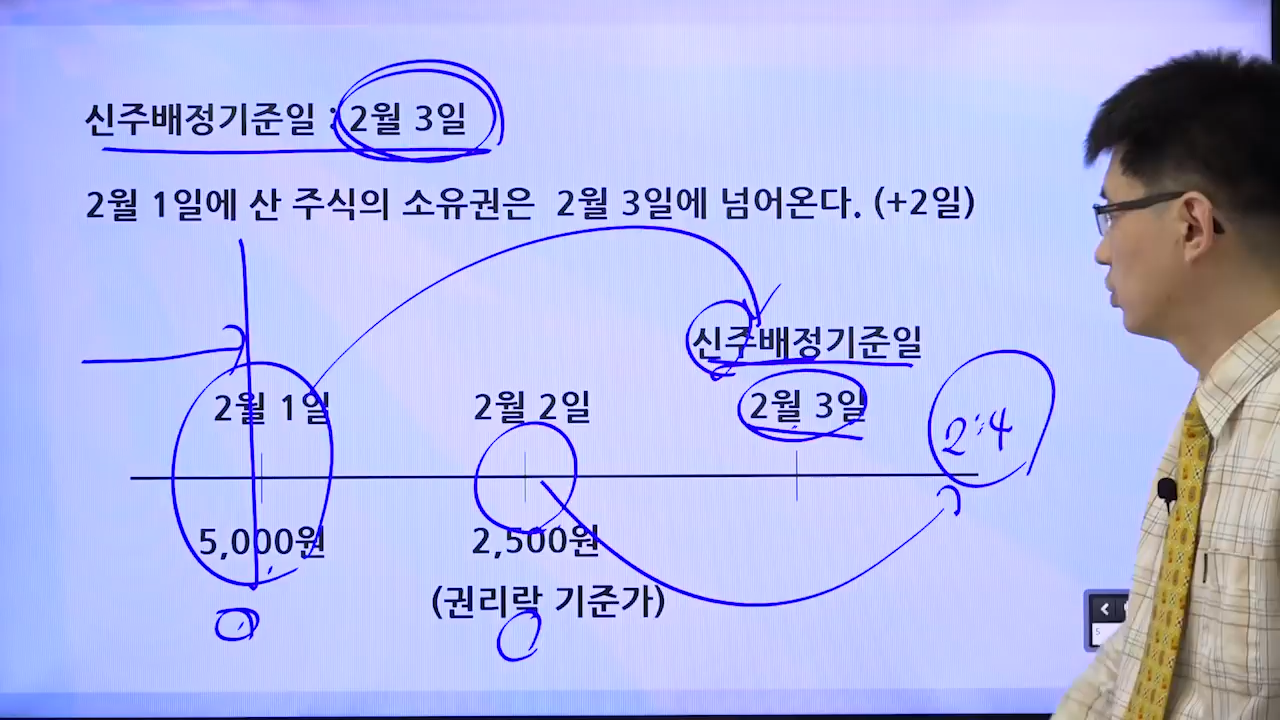 신주배정기준일 : 2월 3일
2월 1일에 산 주식의 소유권은 2월 3일에 넘어온다. (+2일)
신주배정기준일
2월 1일 2월 2일 2월 3일
2:4
5,000원 2,500원
(권리락 기준가)
5